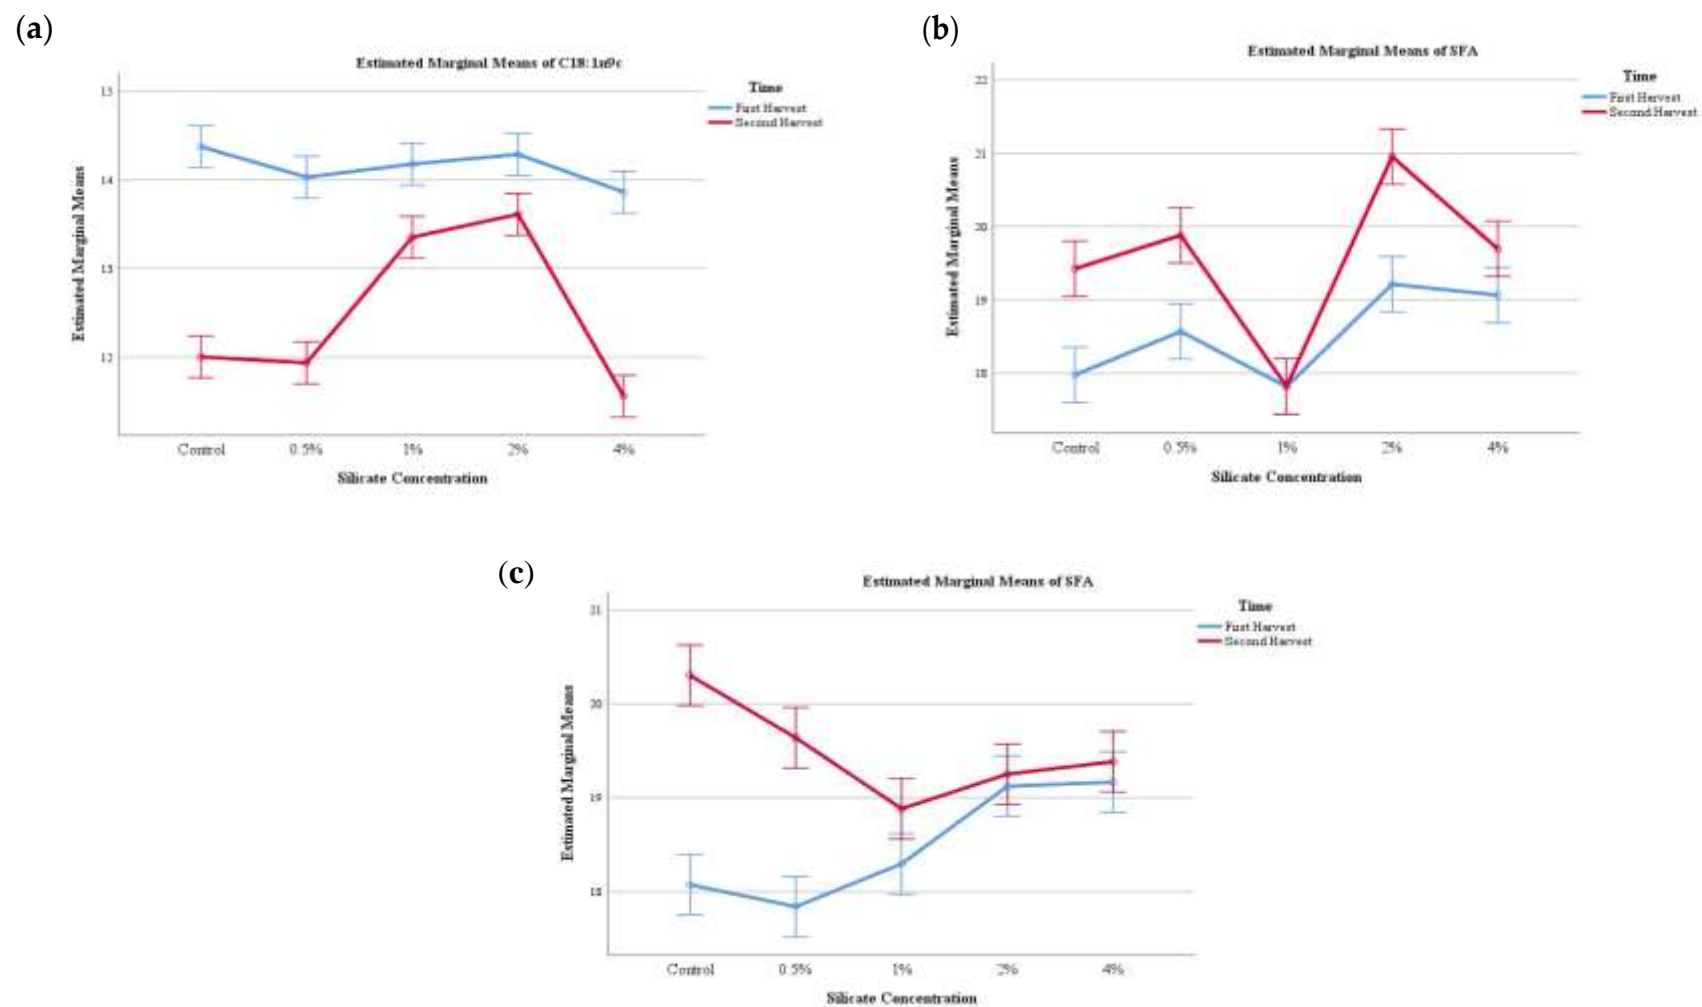 (a)
Estimated Marginal Means of C18:1n9c
Time
First Harvest
Second Harvest
Estimated Marginal Means
15
14
13
12
Control 0.5% 1% 2% 4%
Silicate Concentration
(b)
Estimated Marginal Means of SFA
Time
First Harvest
Second Harvest
Estimated Marginal Means
22
21
20
19
18
Control 0.5% 1% 2% 4%
Silicate Concentration
(c)
Estimated Marginal Means of SFA
Time
First Harvest
Second Harvest
Estimated Marginal Means
21
20
19
18
Control 0.5% 1% 2% 4%
Silicate Concentration